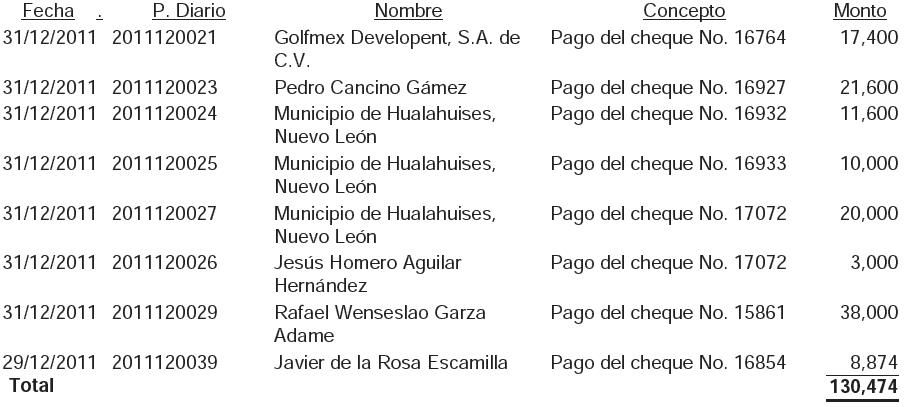 Fecha . P. Diario Nombre Concepto Monto
31/12/2011 2011120021 Golfmex Developent, S.A. de Pago del cheque No. 16764 17,400
C.V.
31/12/2011 2011120023 Pedro Cancino Gámez Pago del cheque No. 16927 21,600
31/12/2011 2011120024 Municipio de Hualahuises, Pago del cheque No. 16932 11,600
Nuevo León
31/12/2011 2011120025 Municipio de Hualahuises, Pago del cheque No. 16933 10,000
Nuevo León
31/12/2011 2011120027 Municipio de Hualahuises, Pago del cheque No. 17072 20,000
Nuevo León
31/12/2011 2011120026 Jesús Homero Aguilar Pago del cheque No. 17072 3,000
Hernández
31/12/2011 2011120029 Rafael Wenseslao Garza Pago del cheque No. 15861 38,000
Adame
29/12/2011 2011120039 Javier de la Rosa Escamilla Pago del cheque No. 16854 8,874
Total 130,474